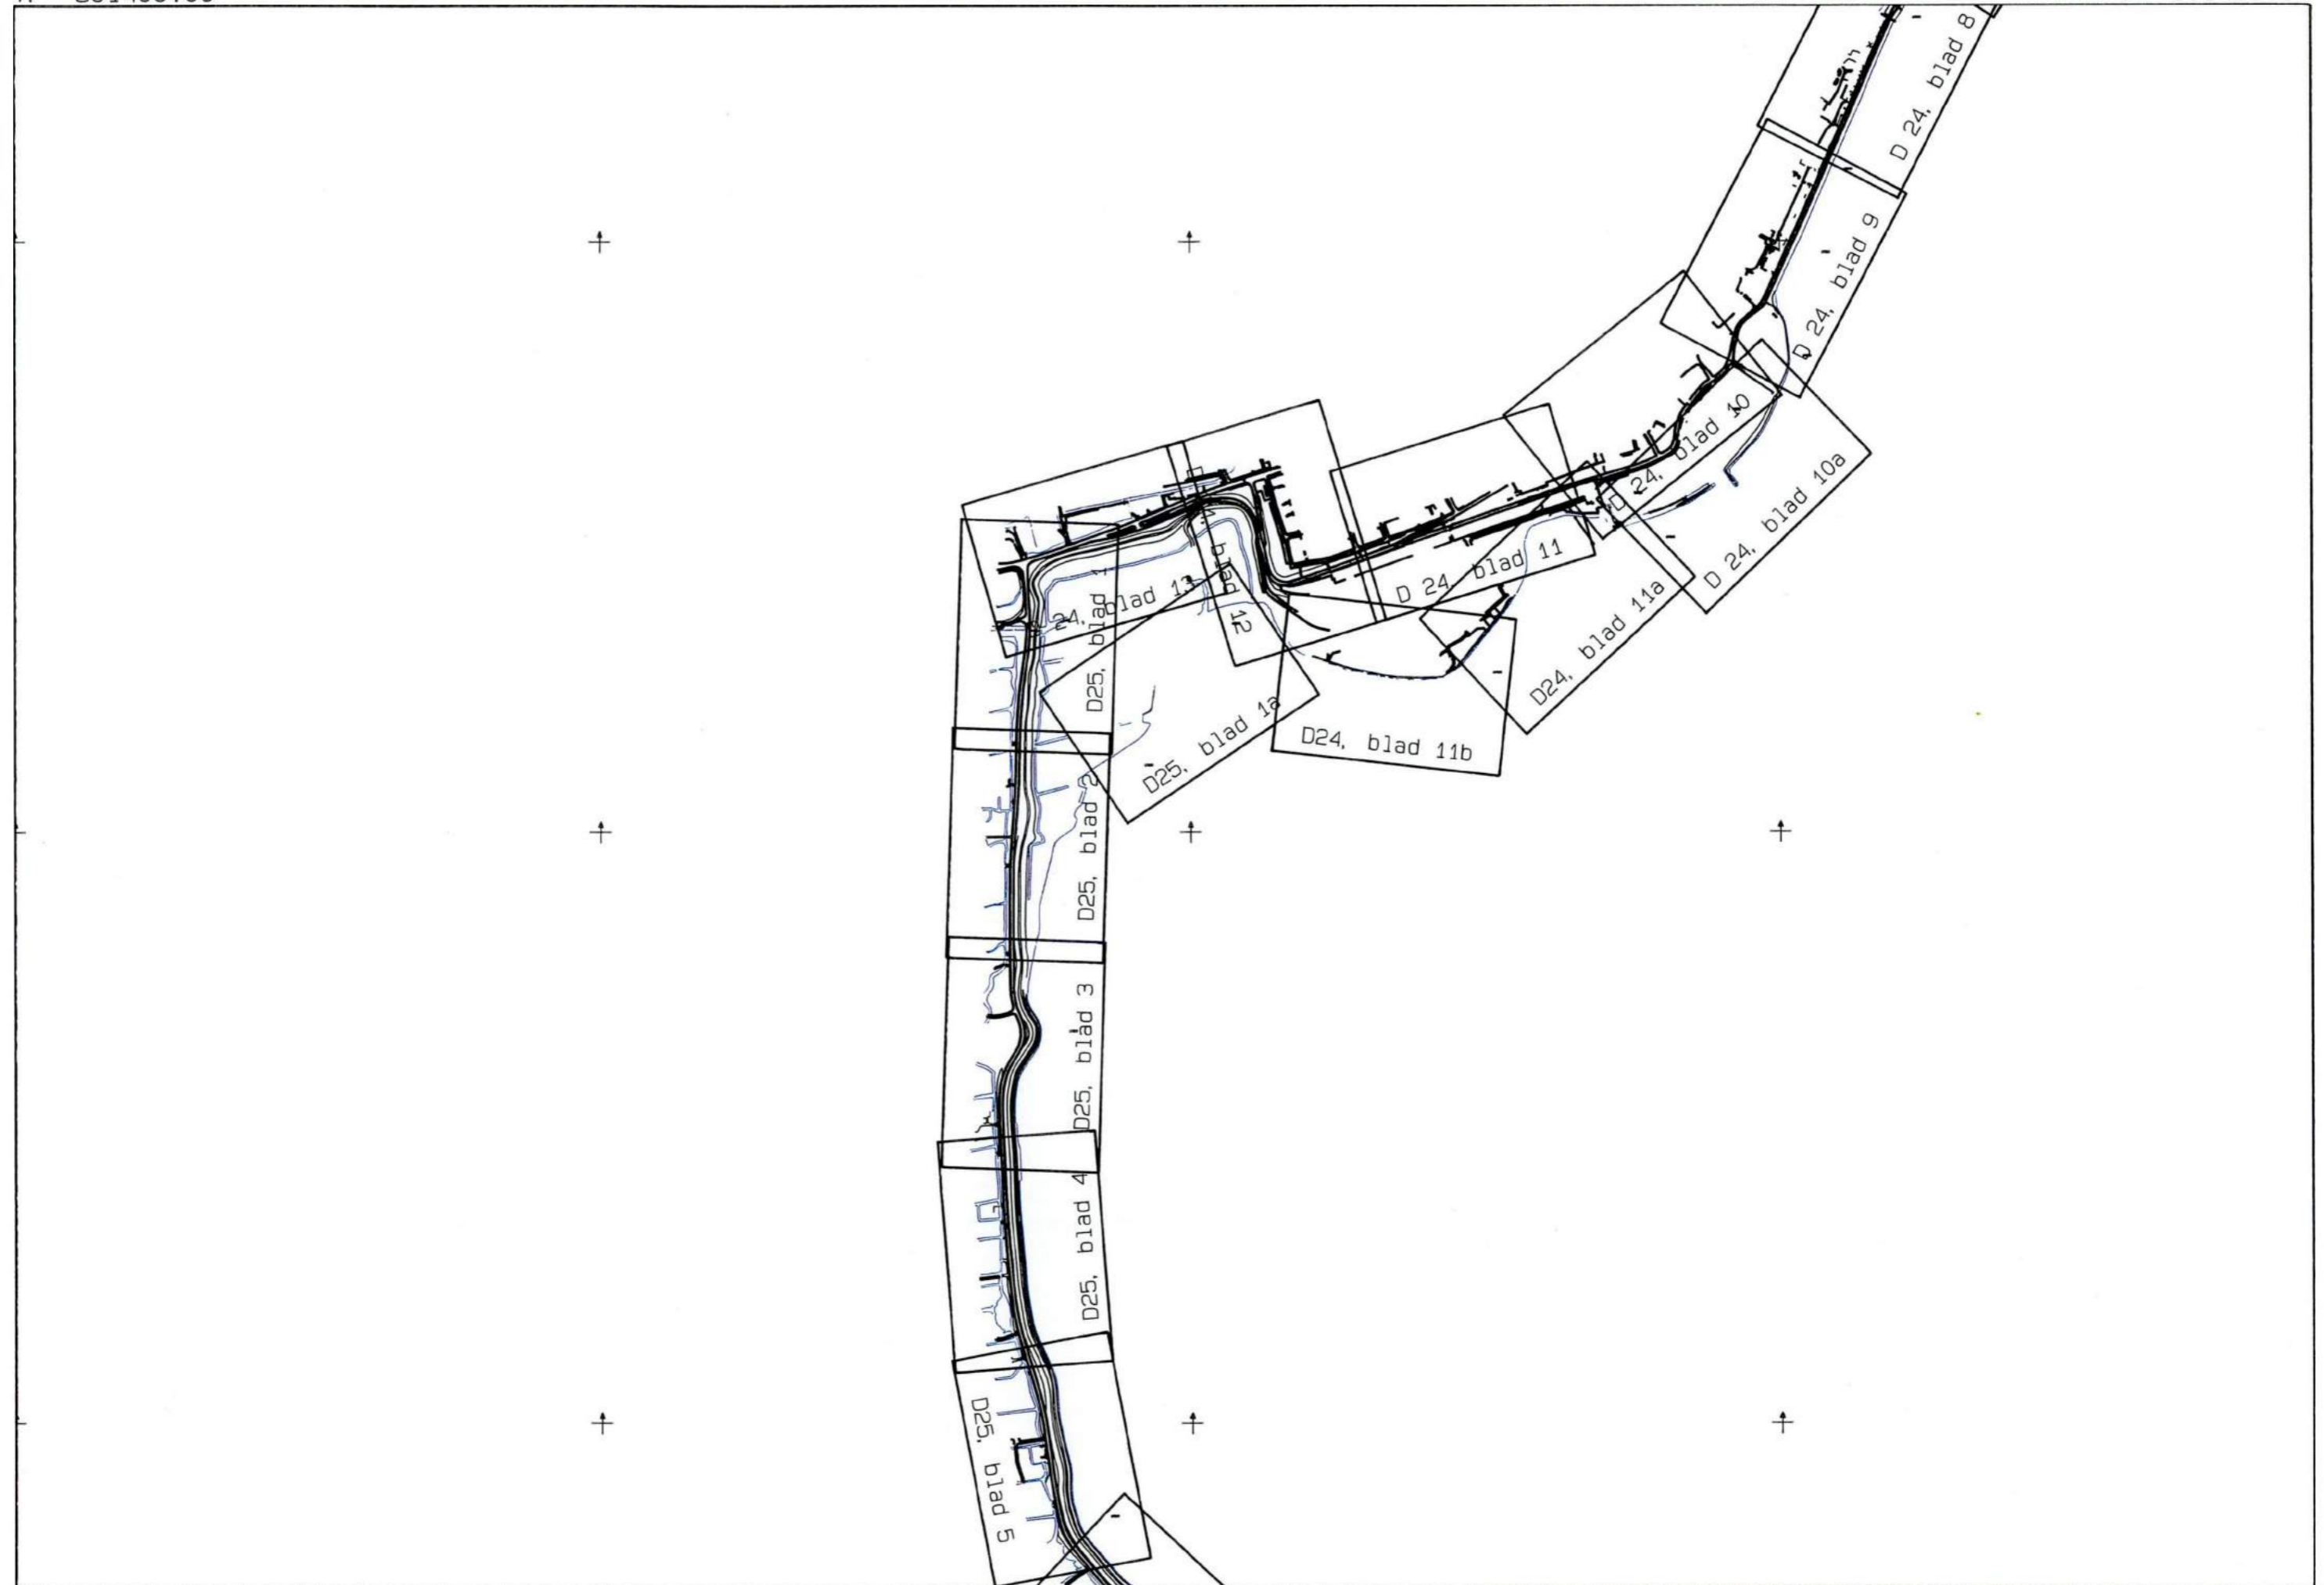 D 24, blad 8
D 24, blad 9
D 24, blad 10
D 24, blad 10a
D 24, blad 11
D24, blad 11a
D24, blad 11b
blad 12
24, blad 13
D25, blad 1
D25, blad 1a
D25, blad 2
D25, blad 3
D25, blad 4
D25, blad 5